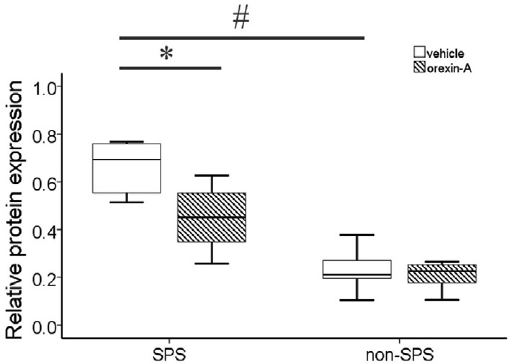 #
*
vehicle
orexin-A
Relative protein expression
1.0
0.8
0.6
0.4
0.2
0.0
SPS
non-SPS